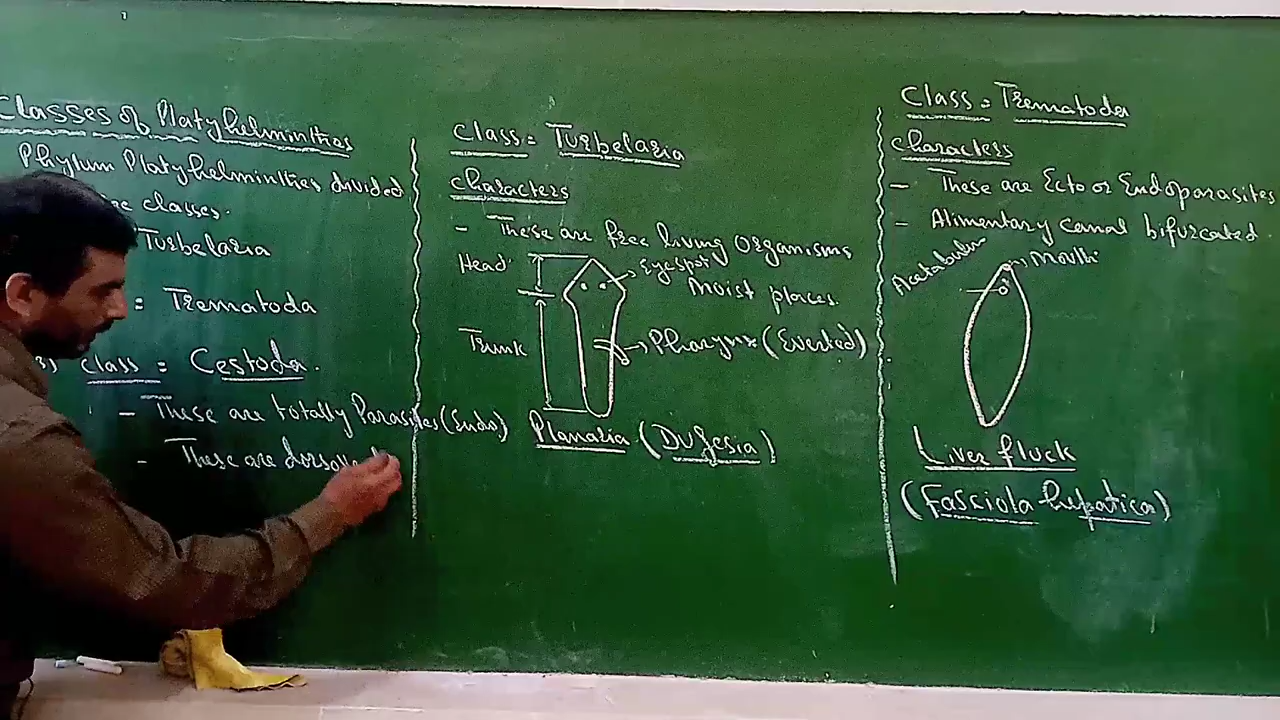 Classes of Platyhelminthes
Phylum Platyhelminthes divided
classes.
Turbelaria
= Trematoda
3) class = Cestoda.
- These are totally Parasites (Endo)
- These are
Class = Turbelaria
characters
- These are free living organisms
Moist places.
Head
Eyespot
Trunk
Pharynx (Everted)
Planaria (Dugesia)
Class = Trematoda
characters
- These are Ecto or Endoparasites
- Alimentary canal bifurcated.
Acetabulum
Mouth
Liver fluck
(Fasciola hepatica)